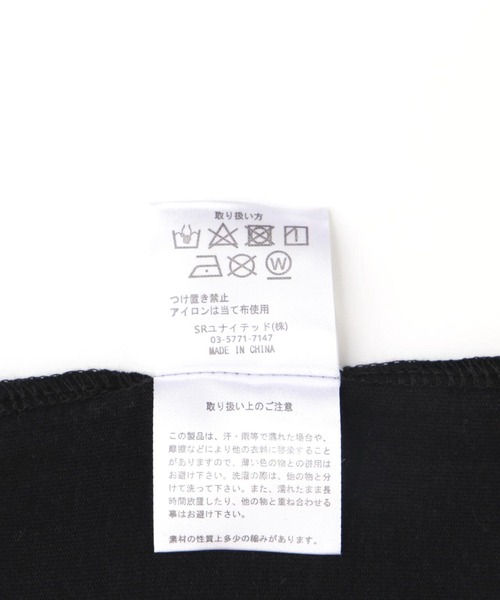 取り扱い方
W
つけ置き禁止
アイロンは当て布使用
SRユナイテッド(株)
03-5771-7147
MADE IN CHINA
取り扱い上のご注意
この製品は、汗・雨等で濡れた場合や、
摩擦などにより他の衣料に移染すること
がありますので、薄い色の物との併用は
お避け下さい。洗濯の際は、他の物と分
けて洗って下さい。また、濡れたまま長
時間放置したり、他の物と重ね合わせる
事はお避け下さい。
素材の性質上多少の縮みがあります。